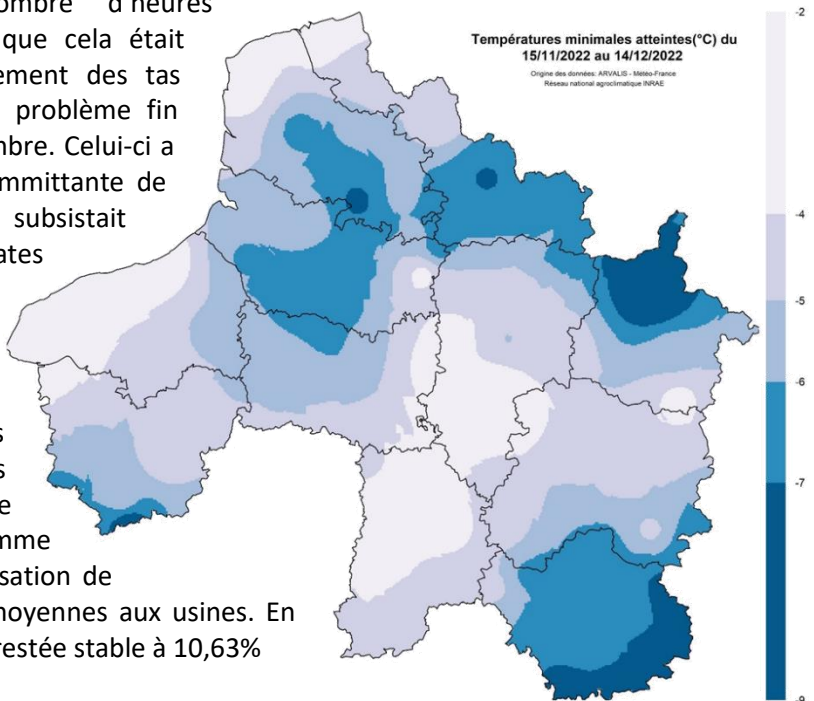 ombre d'heures
que cela était
ement des tas
problème fin
mbre. Celui-ci a
mmittante de
subsistait
ates
s
s
e
mme
sation de
moyennes aux usines. En
restée stable à 10,63%
Températures minimales atteintes(°C) du
15/11/2022 au 14/12/2022
Origine des données: ARVALIS - Météo-France
Réseau national agroclimatique INRAE
-2
-4
-5
-6
-7
-9